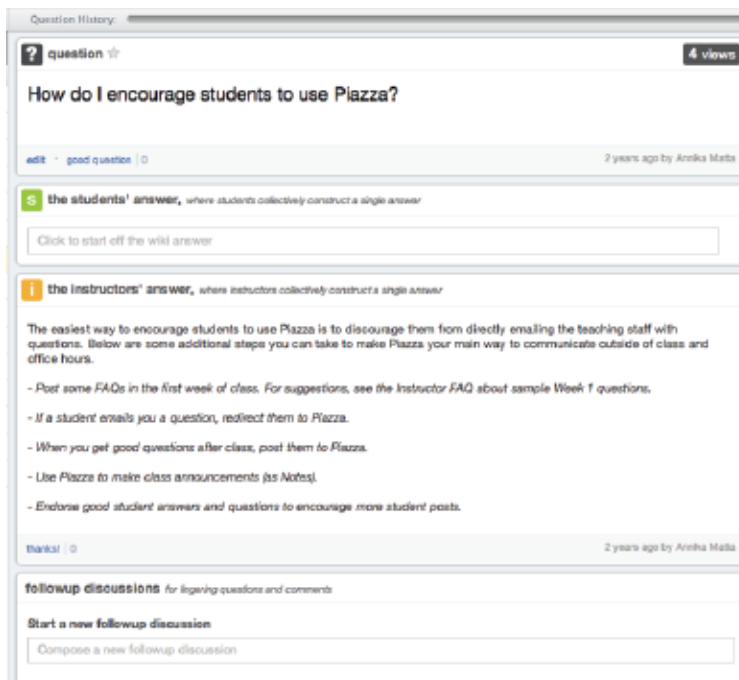 Question History:
? question
4 views
How do I encourage students to use Piazza?
edit · good question | 0
2 years ago by Annika Matta
s the students' answer, where students collectively construct a single answer
Click to start off the wiki answer
i the instructors' answer, where instructors collectively construct a single answer
The easiest way to encourage students to use Piazza is to discourage them from directly emailing the teaching staff with
questions. Below are some additional steps you can take to make Piazza your main way to communicate outside of class and
office hours.
- Post some FAQs in the first week of class. For suggestions, see the Instructor FAQ about sample Week 1 questions.
- If a student emails you a question, redirect them to Piazza.
- When you get good questions after class, post them to Piazza.
- Use Piazza to make class announcements (as Notes).
- Endorse good student answers and questions to encourage more student posts.
thanks! | 0
2 years ago by Annika Matta
followup discussions for lingering questions and comments
Start a new followup discussion
Compose a new followup discussion